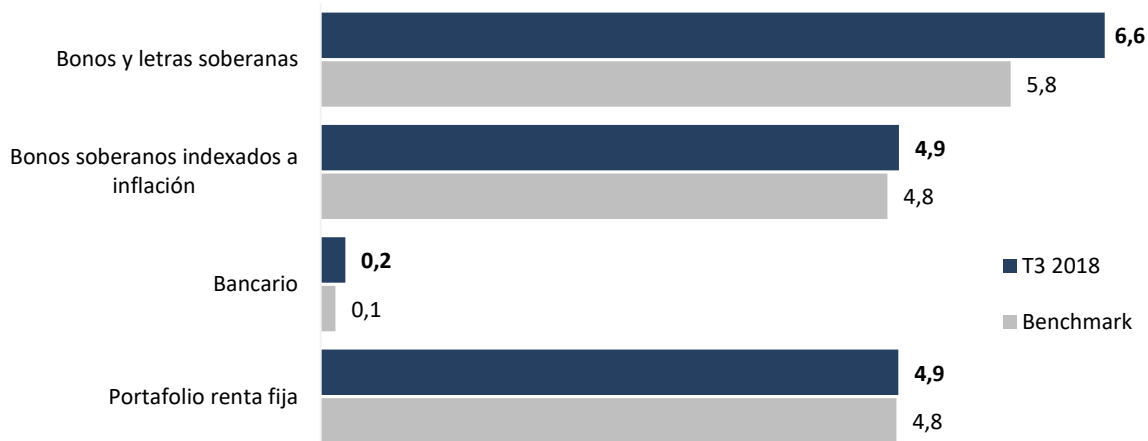 Bonos y letras soberanas
6,6
5,8
Bonos soberanos indexados a
inflación
4,9
4,8
Bancario
0,2
0,1
Portafolio renta fija
4,9
4,8
T3 2018
Benchmark